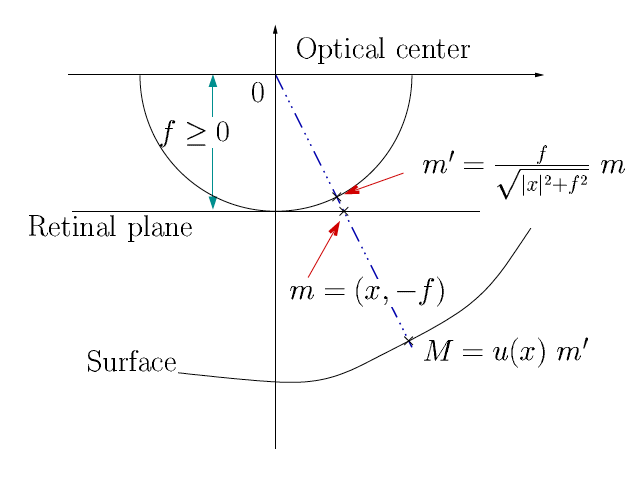 Optical center
0
f ≥ 0
m′ = f / √(|x|²+f²) m
Retinal plane
m = (x, −f)
M = u(x) m′
Surface